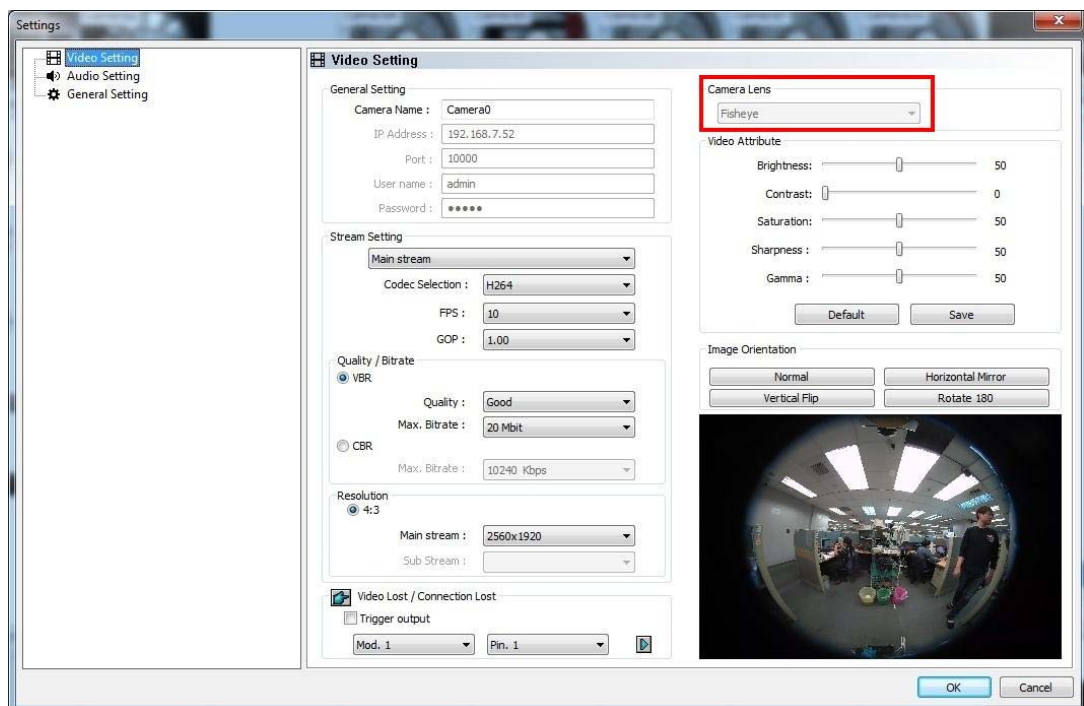 Settings
Video Setting
Audio Setting
General Setting
Video Setting
General Setting
Camera Name : Camera0
IP Address : 192.168.7.52
Port : 10000
User name : admin
Password : •••••
Stream Setting
Main stream
Codec Selection : H264
FPS : 10
GOP : 1.00
Quality / Bitrate
VBR
Quality : Good
Max. Bitrate : 20 Mbit
CBR
Max. Bitrate : 10240 Kbps
Resolution
4:3
Main stream : 2560x1920
Sub Stream :
Video Lost / Connection Lost
Trigger output
Mod. 1 Pin. 1
Camera Lens
Fisheye
Video Attribute
Brightness: 50
Contrast: 0
Saturation: 50
Sharpness : 50
Gamma : 50
Default Save
Image Orientation
Normal Horizontal Mirror
Vertical Flip Rotate 180
OK Cancel